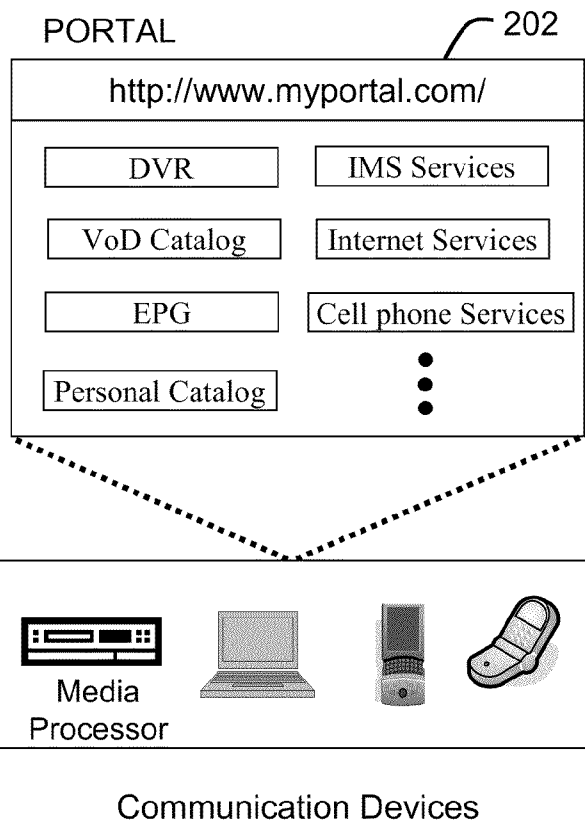 PORTAL
202
http://www.myportal.com/
DVR
IMS Services
VoD Catalog
Internet Services
EPG
Cell phone Services
Personal Catalog
Media
Processor
Communication Devices